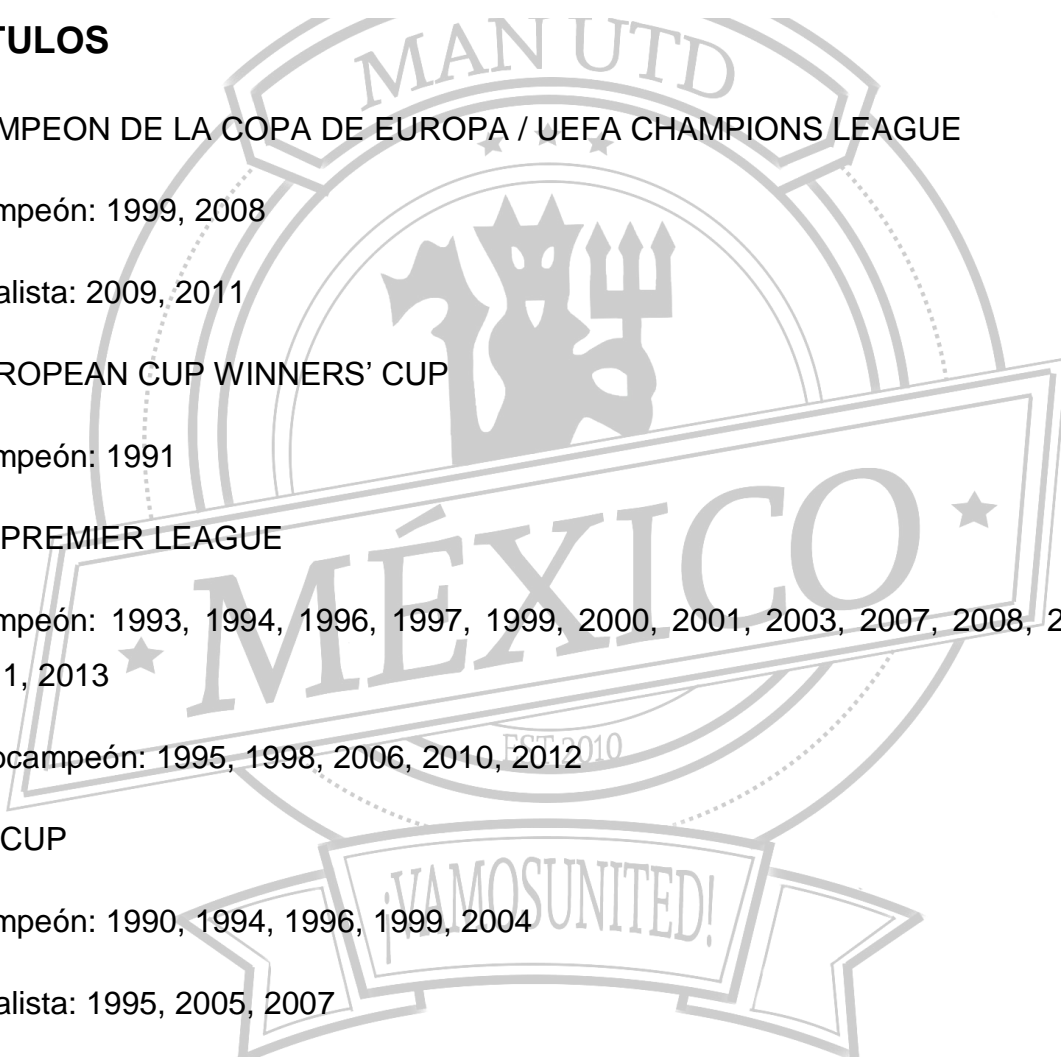 MAN UTD
TULOS
MPEON DE LA COPA DE EUROPA / UEFA CHAMPIONS LEAGUE
mpeón: 1999, 2008
alista: 2009, 2011
ROPEAN CUP WINNERS’ CUP
mpeón: 1991
PREMIER LEAGUE
MÉXICO
mpeón: 1993, 1994, 1996, 1997, 1999, 2000, 2001, 2003, 2007, 2008, 2
1, 2013
EST 2010
ocampeón: 1995, 1998, 2006, 2010, 2012
CUP
¡VAMOSUNITED!
mpeón: 1990, 1994, 1996, 1999, 2004
alista: 1995, 2005, 2007